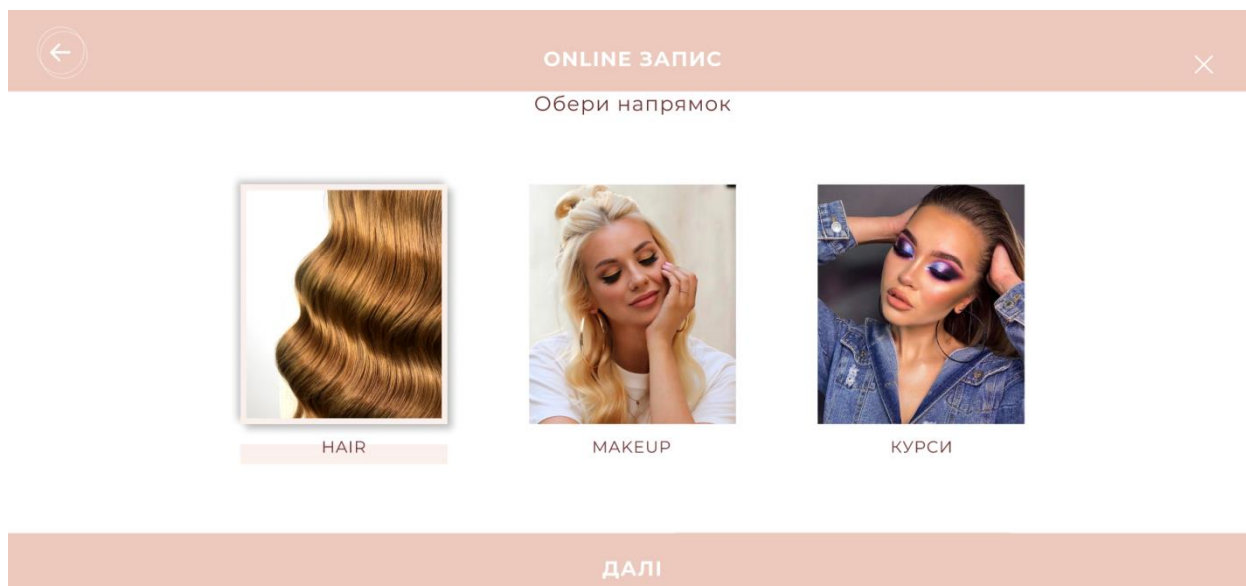 ONLINE ЗАПИС
Обери напрямок
HAIR
MAKEUP
КУРСИ
ДАЛІ